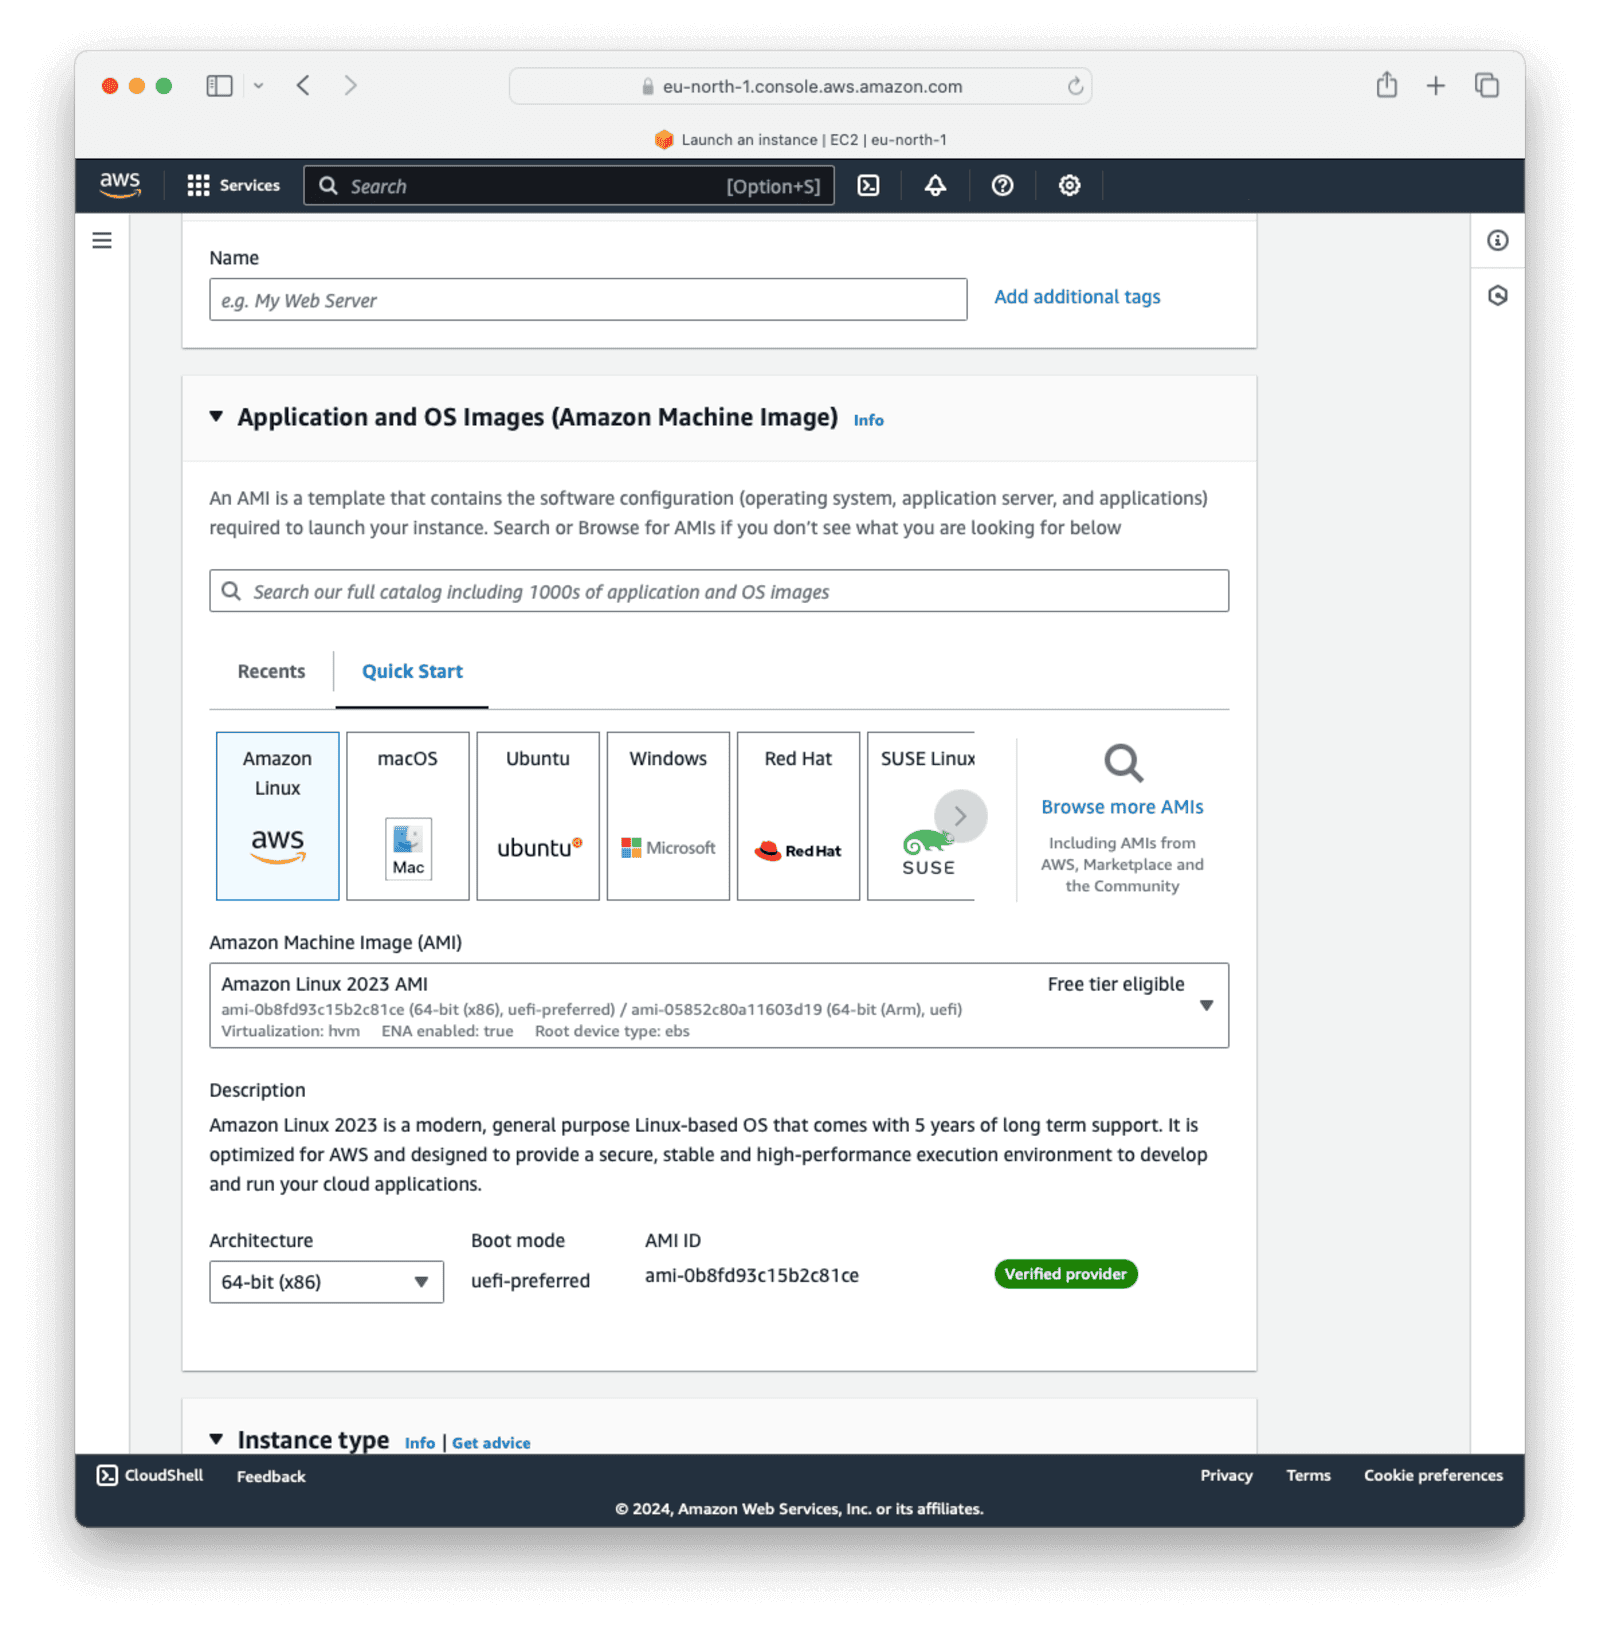 eu-north-1.console.aws.amazon.com
Launch an instance | EC2 | eu-north-1
aws
Services
Search
[Option+S]
Name
e.g. My Web Server
Add additional tags
Application and OS Images (Amazon Machine Image)
Info
An AMI is a template that contains the software configuration (operating system, application server, and applications)
required to launch your instance. Search or Browse for AMIs if you don't see what you are looking for below
Search our full catalog including 1000s of application and OS images
Recents
Quick Start
Amazon
Linux
aws
macOS
Mac
Ubuntu
ubuntu
Windows
Microsoft
Red Hat
RedHat
SUSE Linux
SUSE
Browse more AMIs
Including AMIs from
AWS, Marketplace and
the Community
Amazon Machine Image (AMI)
Amazon Linux 2023 AMI
Free tier eligible
ami-0b8fd93c15b2c81ce (64-bit (x86), uefi-preferred) / ami-05852c80a11603d19 (64-bit (Arm), uefi)
Virtualization: hvm ENA enabled: true Root device type: ebs
Description
Amazon Linux 2023 is a modern, general purpose Linux-based OS that comes with 5 years of long term support. It is
optimized for AWS and designed to provide a secure, stable and high-performance execution environment to develop
and run your cloud applications.
Architecture
64-bit (x86)
Boot mode
uefi-preferred
AMI ID
ami-0b8fd93c15b2c81ce
Verified provider
Instance type
Info | Get advice
CloudShell
Feedback
Privacy
Terms
Cookie preferences
© 2024, Amazon Web Services, Inc. or its affiliates.